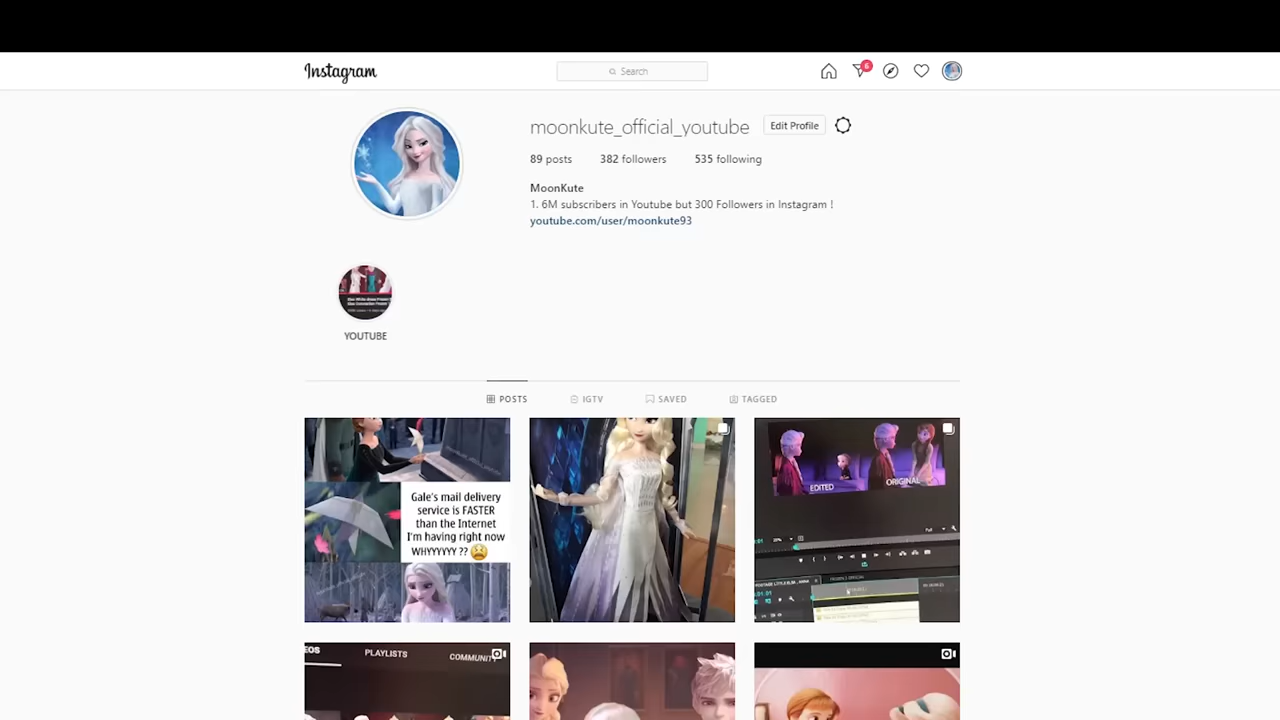 Instagram
Search
6
moonkute_official_youtube
Edit Profile
89 posts
382 followers
535 following
MoonKute
1. 6M subscribers in Youtube but 300 Followers in Instagram !
youtube.com/user/moonkute93
YOUTUBE
POSTS
IGTV
SAVED
TAGGED
Gale's mail delivery
service is FASTER
than the Internet
I'm having right now
WHYYYYYY ??
EDITED
ORIGINAL
EOS
PLAYLISTS
COMMUNITY